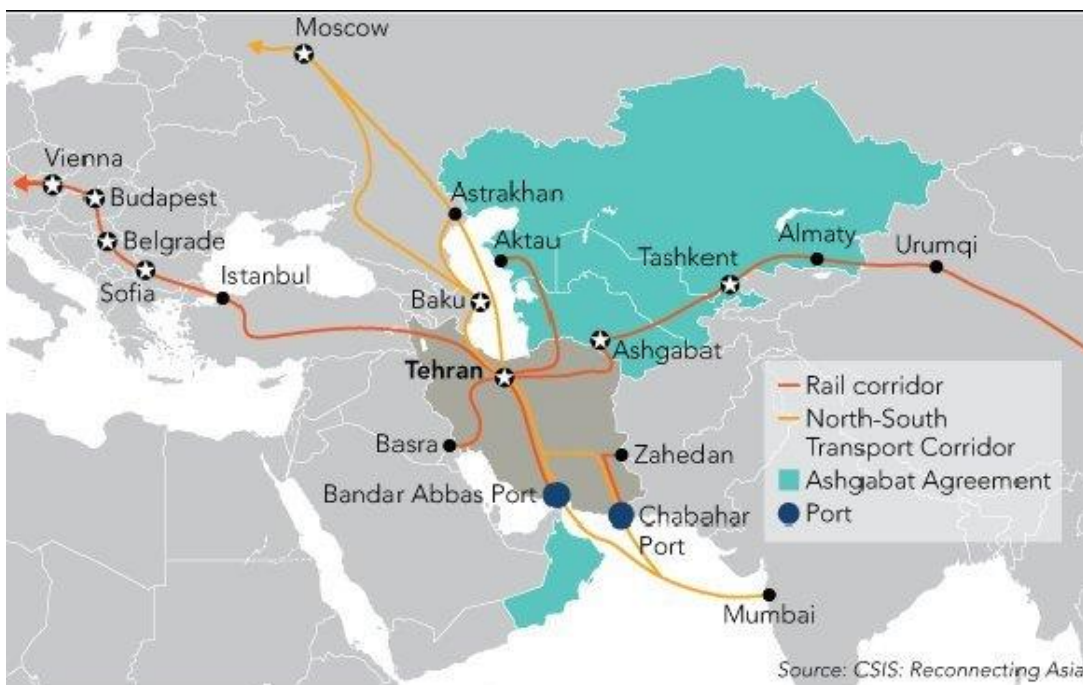 Moscow
Vienna
Budapest
Belgrade
Sofia
Istanbul
Astrakhan
Aktau
Baku
Tashkent
Almaty
Urumqi
Ashgabat
Tehran
Basra
Zahedan
Bandar Abbas Port
Chabahar
Port
Mumbai
Rail corridor
North-South
Transport Corridor
Ashgabat Agreement
Port
Source: CSIS: Reconnecting Asia